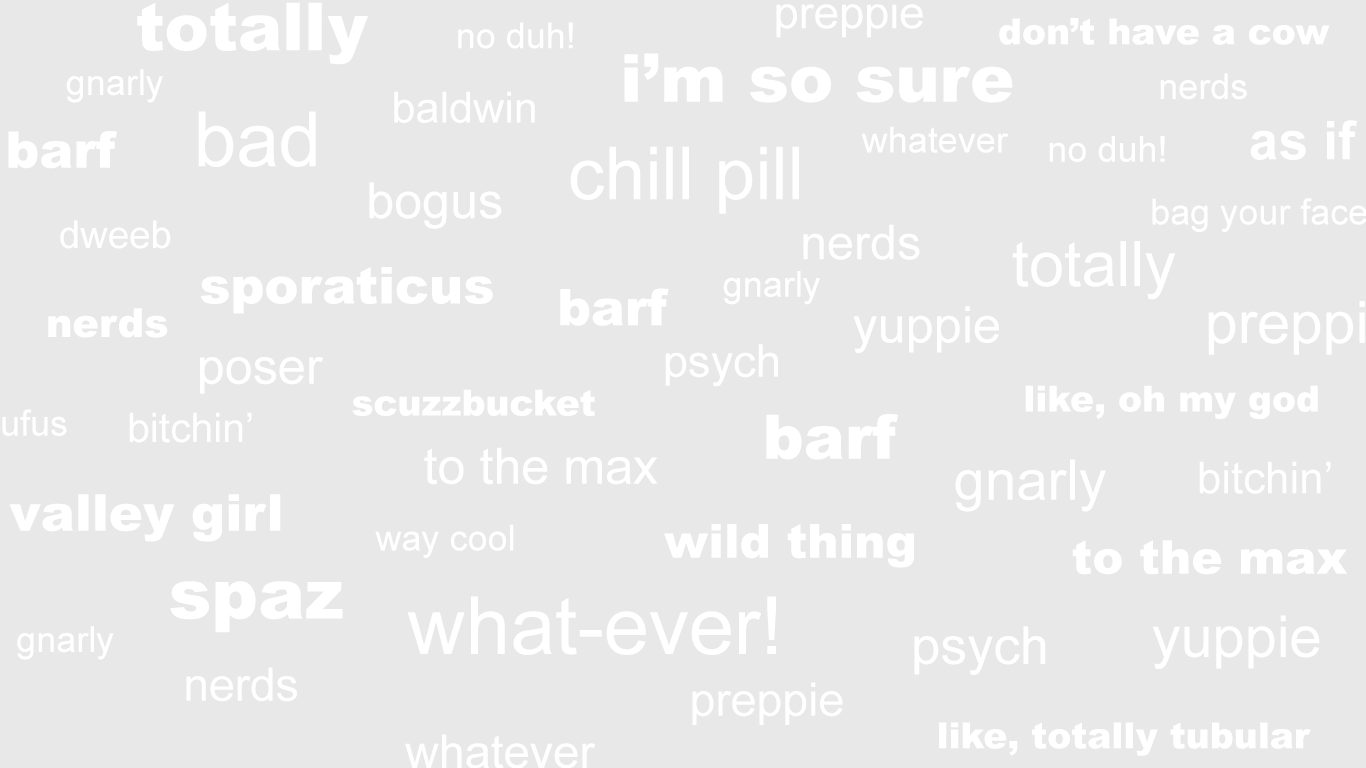 totally
no duh!
preppie
don't have a cow
gnarly
i'm so sure
nerds
baldwin
barf
bad
whatever
no duh!
as if
chill pill
bogus
bag your face
dweeb
nerds
totally
sporaticus
gnarly
nerds
barf
yuppie
preppi
poser
psych
scuzzbucket
like, oh my god
ufus
bitchin'
barf
to the max
gnarly
bitchin'
valley girl
way cool
wild thing
to the max
spaz
what-ever!
gnarly
psych
yuppie
nerds
preppie
like, totally tubular
whatever